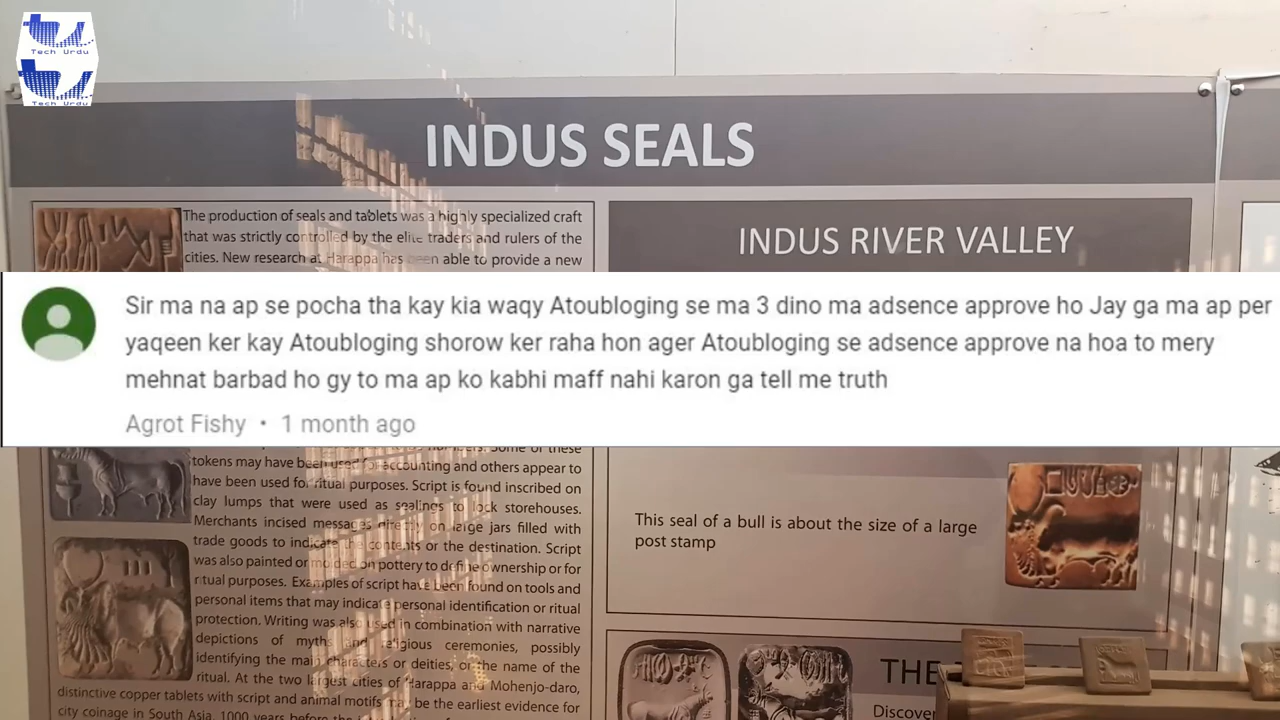 Tech Urdu
Tech Urdu
INDUS SEALS
The production of seals and tablets was a highly specialized craft
that was strictly controlled by the elite traders and rulers of the
cities. New research at Harappa has been able to provide a new
INDUS RIVER VALLEY
Sir ma na ap se pocha tha kay kia waqy Atoubloging se ma 3 dino ma adsence approve ho Jay ga ma ap per
yaqeen ker kay Atoubloging shorow ker raha hon ager Atoubloging se adsence approve na hoa to mery
mehnat barbad ho gy to ma ap ko kabhi maff nahi karon ga tell me truth
Agrot Fishy • 1 month ago
Some of these
tokens may have been used for accounting and others appear to
have been used for ritual purposes. Script is found inscribed on
clay lumps that were used as sealings to lock storehouses.
Merchants incised messages directly on large jars filled with
trade goods to indicate the contents or the destination. Script
was also painted or molded on pottery to define ownership or for
ritual purposes. Examples of script have been found on tools and
personal items that may indicate personal identification or ritual
protection. Writing was also used in combination with narrative
depictions of myths and religious ceremonies, possibly
identifying the main characters or deities, or the name of the
ritual. At the two largest cities of Harappa and Mohenjo-daro,
distinctive copper tablets with script and animal motifs may be the earliest evidence for
city coinage in South Asia, 1000 years before the
This seal of a bull is about the size of a large
post stamp
THE
Discover